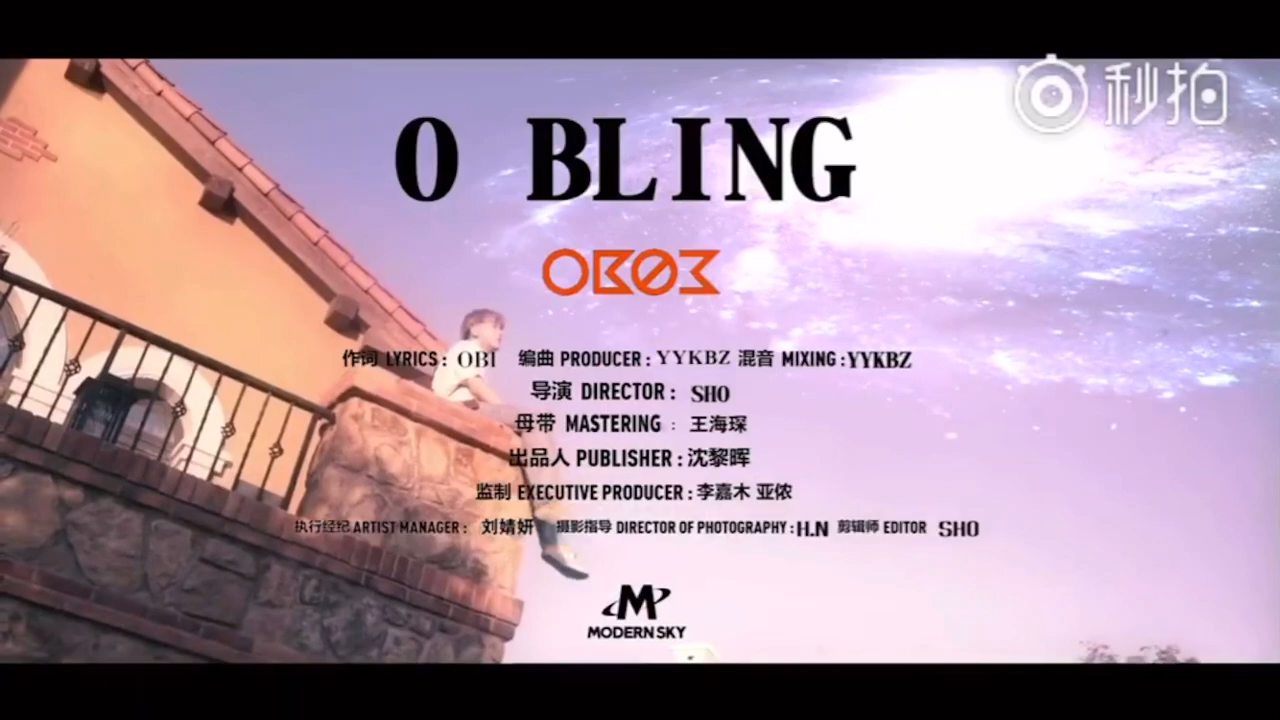 秒拍
O BLING
OB03
作词 LYRICS : OBI 编曲 PRODUCER : YYKBZ 混音 MIXING : YYKBZ
导演 DIRECTOR : SHO
母带 MASTERING : 王海琛
出品人 PUBLISHER : 沈黎晖
监制 EXECUTIVE PRODUCER : 李嘉木 亚侬
执行经纪 ARTIST MANAGER : 刘婧妍 摄影指导 DIRECTOR OF PHOTOGRAPHY : H.N 剪辑师 EDITOR SHO
M
MODERN SKY